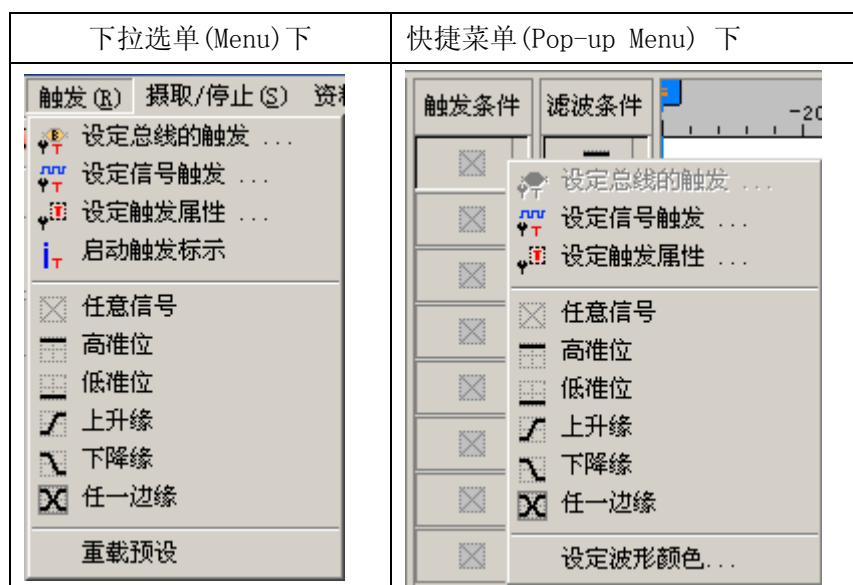 下拉选单(Menu)下
快捷菜单(Pop-up Menu) 下
触发(R) 摄取/停止(S)
设定总线的触发 ...
设定信号触发 ...
设定触发属性 ...
启动触发标示
任意信号
高准位
低准位
上升缘
下降缘
任一边缘
重载预设
触发条件 滤波条件 -20
设定总线的触发 ...
设定信号触发 ...
设定触发属性 ...
任意信号
高准位
低准位
上升缘
下降缘
任一边缘
设定波形颜色...